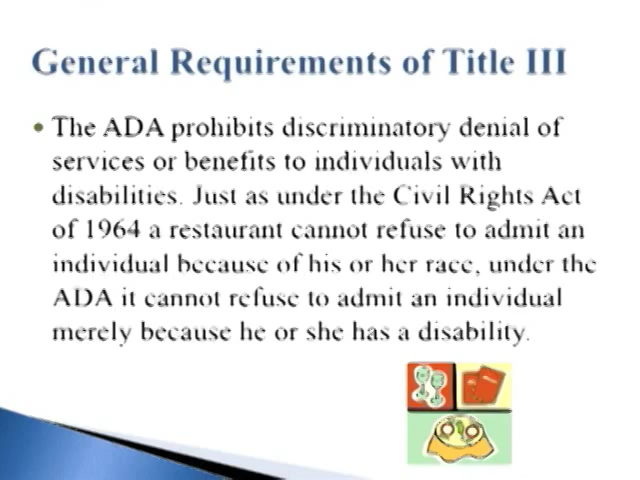 General Requirements of Title III
• The ADA prohibits discriminatory denial of
services or benefits to individuals with
disabilities. Just as under the Civil Rights Act
of 1964 a restaurant cannot refuse to admit an
individual because of his or her race, under the
ADA it cannot refuse to admit an individual
merely because he or she has a disability.